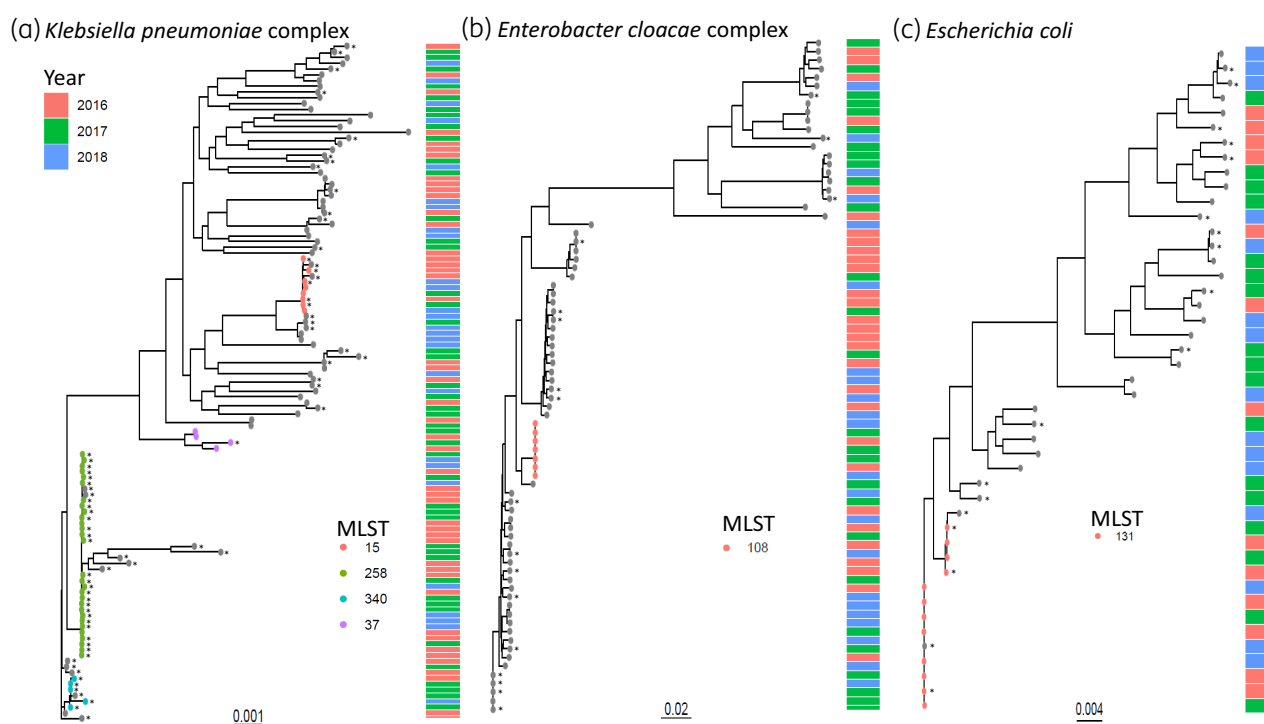 (a) Klebsiella pneumoniae complex
(b) Enterobacter cloacae complex
(c) Escherichia coli
Year
2016
2017
2018
MLST
15
258
340
37
0.001
MLST
108
0.02
MLST
131
0.004